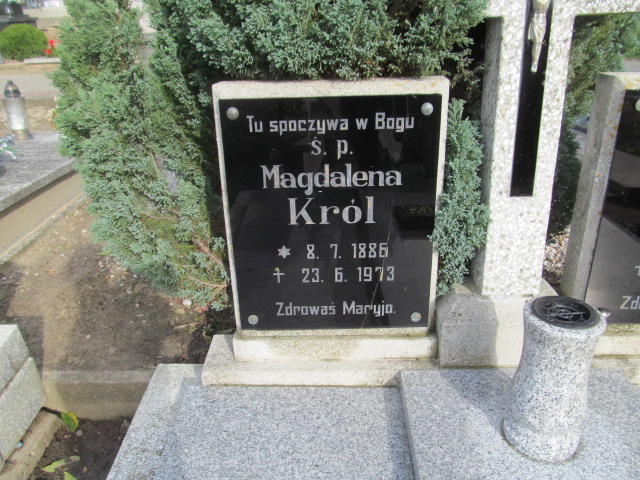 Tu spoczywa w Bogu
ś. p.
Magdalena
Król
* 8. 7. 1886
+ 23. 6. 1973
Zdrowaś Maryjo.